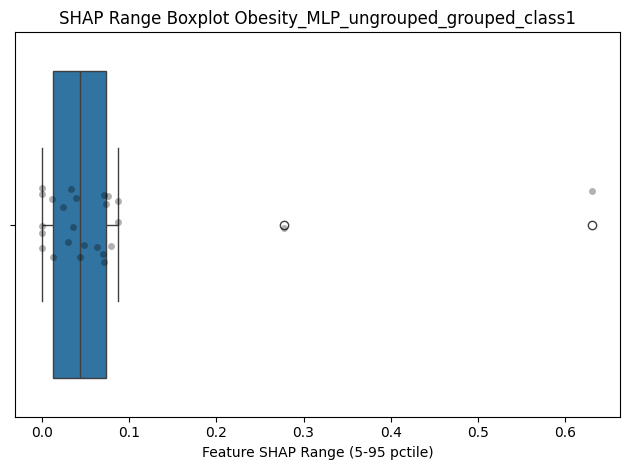 SHAP Range Boxplot Obesity_MLP_ungrouped_grouped_class1
0.0 0.1 0.2 0.3 0.4 0.5 0.6
Feature SHAP Range (5-95 pctile)